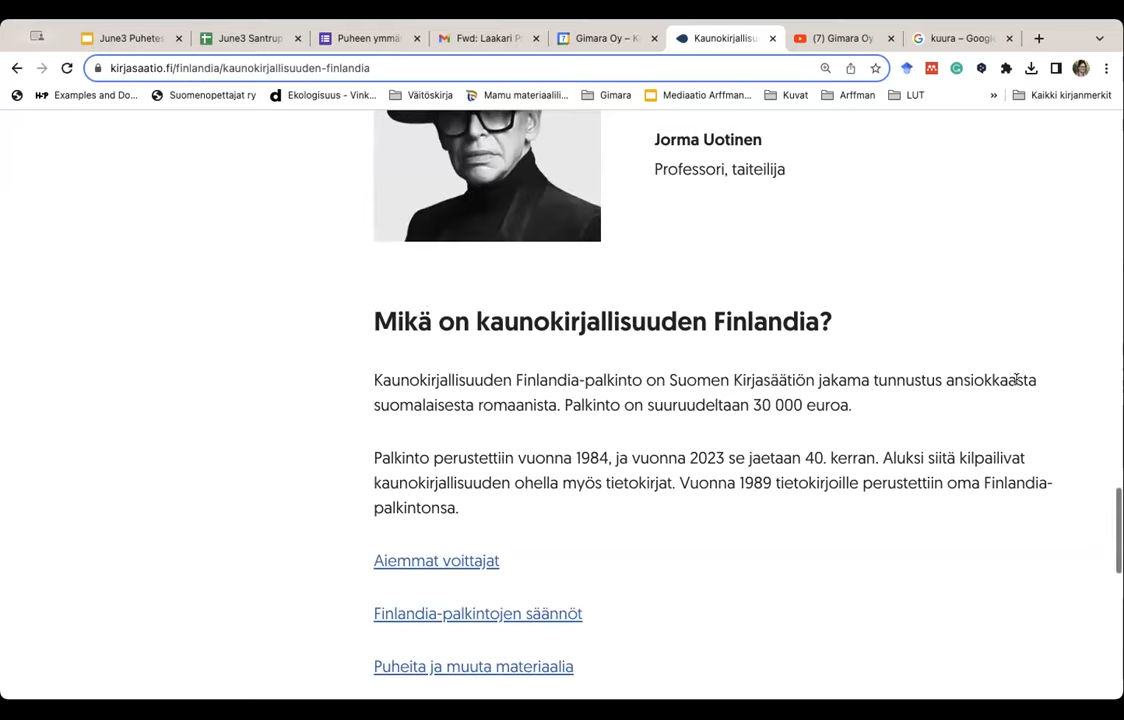 June3 Puhetes
June3 Santrup
Puheen ymmä
Fwd: Laakari P
Gimara Oy – K
Kaunokirjallisu
(7) Gimara Oy
kuura – Google
kirjasaatio.fi/finlandia/kaunokirjallisuuden-finlandia
Examples and Do...
Suomenopettajat ry
Ekologisuus - Vink...
Väitöskirja
Mamu materiaalili...
Gimara
Mediaatio Arffman...
Kuvat
Arffman
LUT
»
Kaikki kirjanmerkit
Jorma Uotinen
Professori, taiteilija
Mikä on kaunokirjallisuuden Finlandia?
Kaunokirjallisuuden Finlandia-palkinto on Suomen Kirjasäätiön jakama tunnustus ansiokkaasta
suomalaisesta romaanista. Palkinto on suuruudeltaan 30 000 euroa.
Palkinto perustettiin vuonna 1984, ja vuonna 2023 se jaetaan 40. kerran. Aluksi siitä kilpailivat
kaunokirjallisuuden ohella myös tietokirjat. Vuonna 1989 tietokirjoille perustettiin oma Finlandia-
palkintonsa.
Aiemmat voittajat
Finlandia-palkintojen säännöt
Puheita ja muuta materiaalia